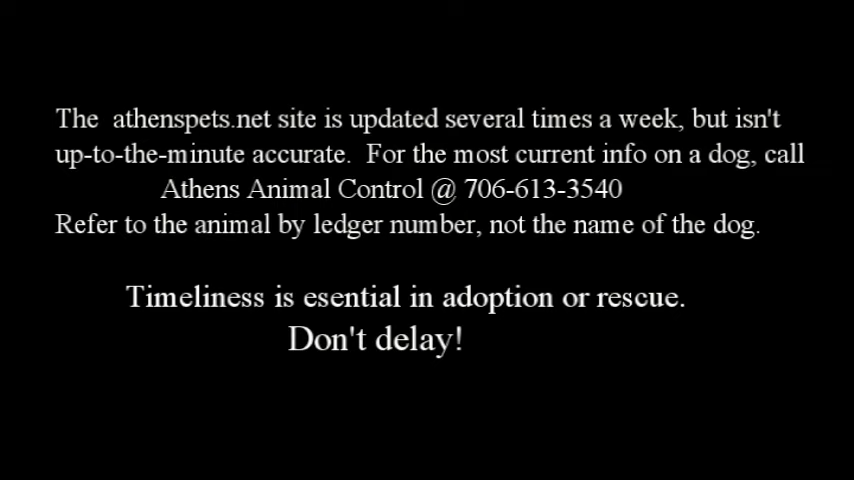 The  athenspets.net site is updated several times a week, but isn't
up-to-the-minute accurate.  For the most current info on a dog, call
Athens Animal Control @ 706-613-3540
Refer to the animal by ledger number, not the name of the dog.
Timeliness is esential in adoption or rescue.
Don't delay!